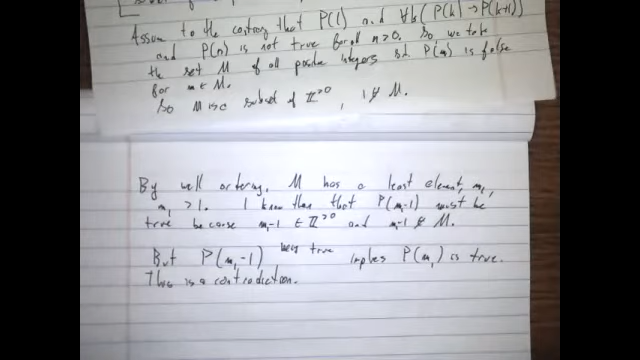 Assume to the contrary that P(1) and ∀k(P(k)→P(k+1))
and P(n) is not true for all n>0. So we take
the set M of all positive integers st. P(m) is false
for m ∈ M.
So M is a subset of ℤ^>0, 1 ∉ M.
By well ordering, M has a least element, m₁,
m₁ > 1. I know then that P(m₁-1) must be
true because m₁-1 ∈ ℤ^>0 and m₁-1 ∉ M.
But P(m₁-1) being true implies P(m₁) is true.
This is a contradiction.